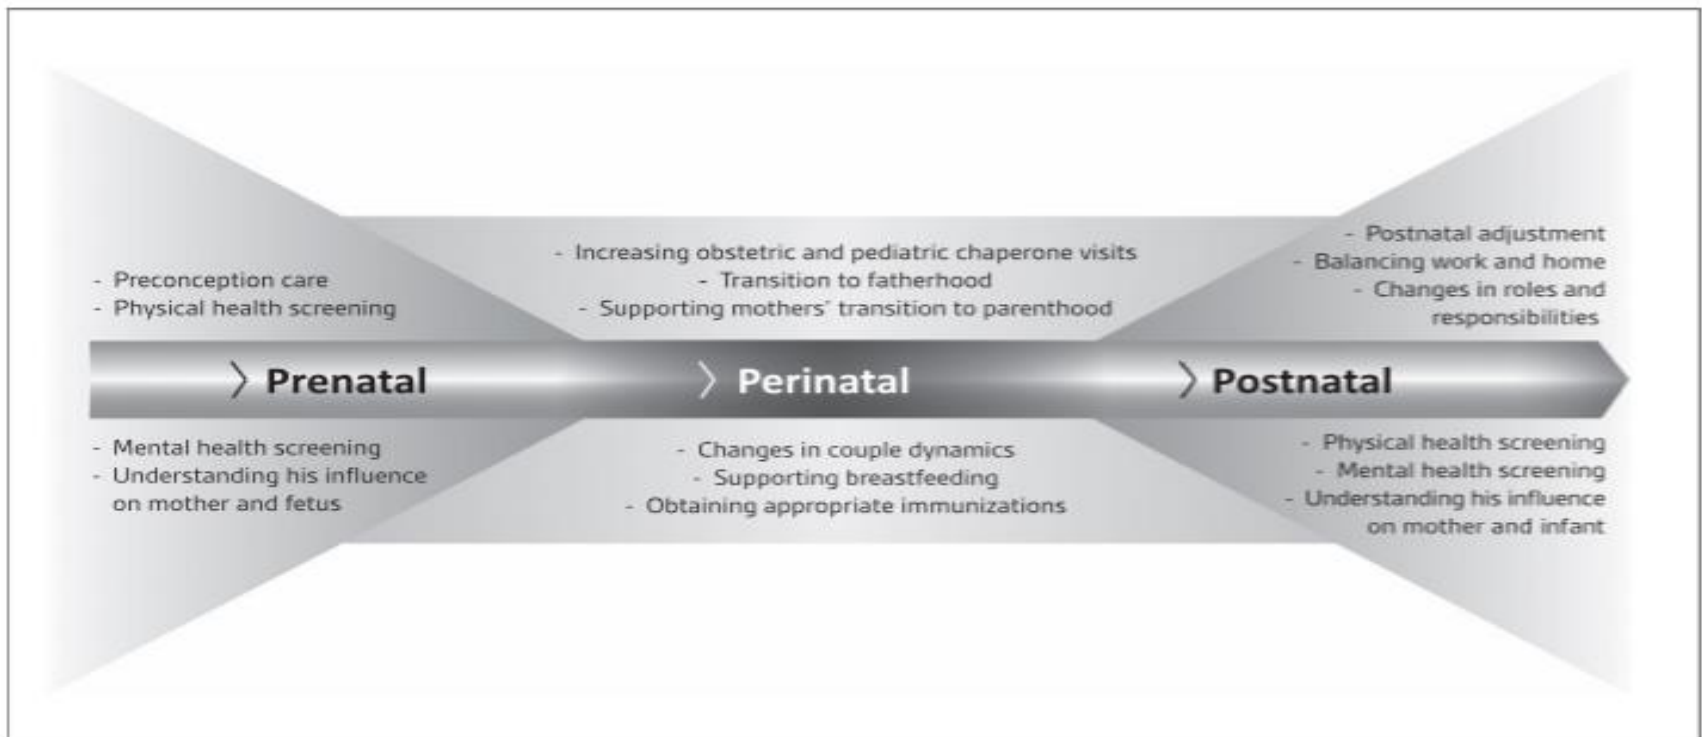 - Preconception care
- Physical health screening
- Increasing obstetric and pediatric chaperone visits
- Transition to fatherhood
- Supporting mothers' transition to parenthood
- Postnatal adjustment
- Balancing work and home
- Changes in roles and
responsibilities
Prenatal
Perinatal
Postnatal
- Mental health screening
- Understanding his influence
on mother and fetus
- Changes in couple dynamics
- Supporting breastfeeding
- Obtaining appropriate immunizations
- Physical health screening
- Mental health screening
- Understanding his influence
on mother and infant